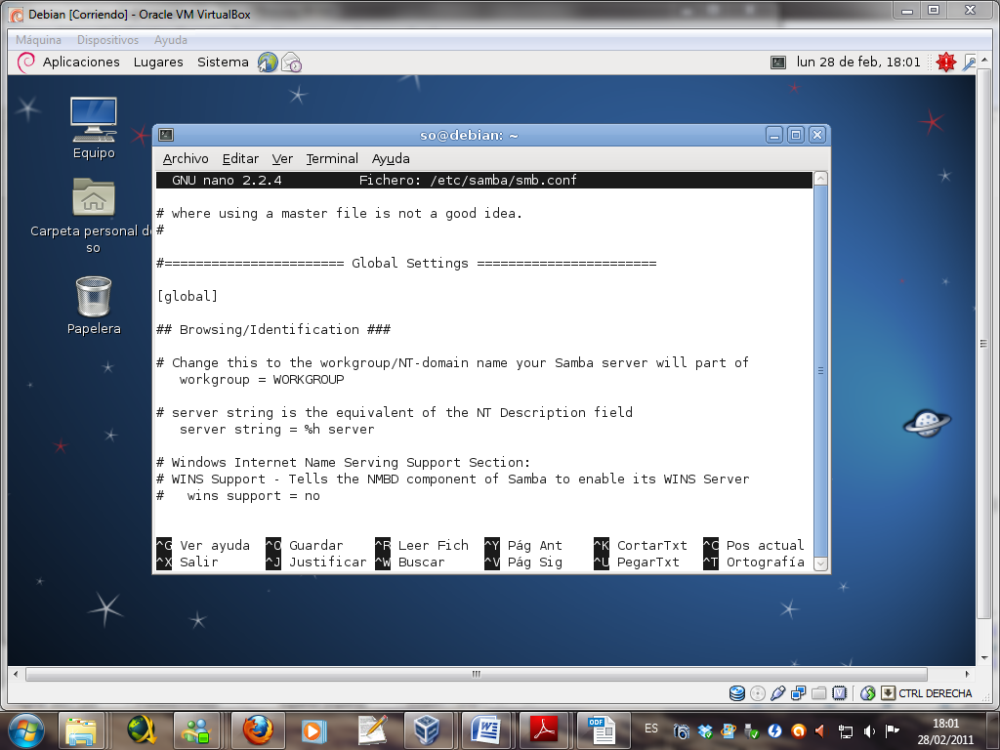 Debian [Corriendo] - Oracle VM VirtualBox
Máquina Dispositivos Ayuda
Aplicaciones Lugares Sistema lun 28 de feb, 18:01
Equipo
Carpeta personal de
so
Papelera
so@debian: ~
Archivo Editar Ver Terminal Ayuda
GNU nano 2.2.4 Fichero: /etc/samba/smb.conf
# where using a master file is not a good idea.
#
#======================= Global Settings =======================
[global]
## Browsing/Identification ###
# Change this to the workgroup/NT-domain name your Samba server will part of
workgroup = WORKGROUP
# server string is the equivalent of the NT Description field
server string = %h server
# Windows Internet Name Serving Support Section:
# WINS Support - Tells the NMBD component of Samba to enable its WINS Server
# wins support = no
^G Ver ayuda ^O Guardar ^R Leer Fich ^Y Pág Ant ^K CortarTxt ^C Pos actual
^X Salir ^J Justificar ^W Buscar ^V Pág Sig ^U PegarTxt ^T Ortografía
CTRL DERECHA
ODF
ES
18:01
28/02/2011